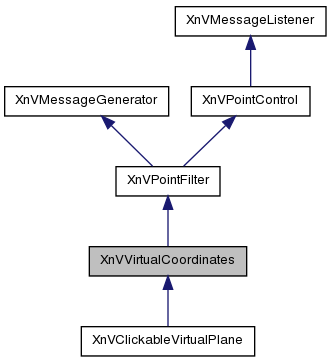 XnVMessageListener
XnVMessageGenerator
XnVPointControl
XnVPointFilter
XnVVirtualCoordinates
XnVClickableVirtualPlane